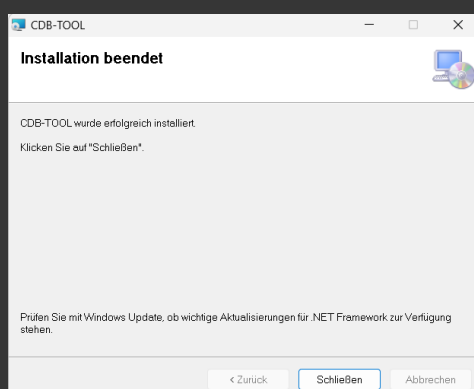 CDB-TOOL
Installation beendet
CDB-TOOL wurde erfolgreich installiert.
Klicken Sie auf "Schließen".
Prüfen Sie mit Windows Update, ob wichtige Aktualisierungen für .NET Framework zur Verfügung
stehen.
< Zurück Schließen Abbrechen